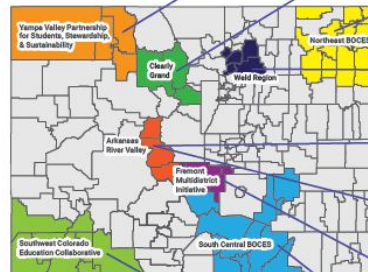 Yampa Valley Partnership
for Students, Stewardship,
& Sustainability
Northeast BOCES
Clearly
Grand
Weld Region
Arkansas
River Valley
Fremont
Multidistrict
Initiative
Southwest Colorado
Education Collaborative
South Central BOCES